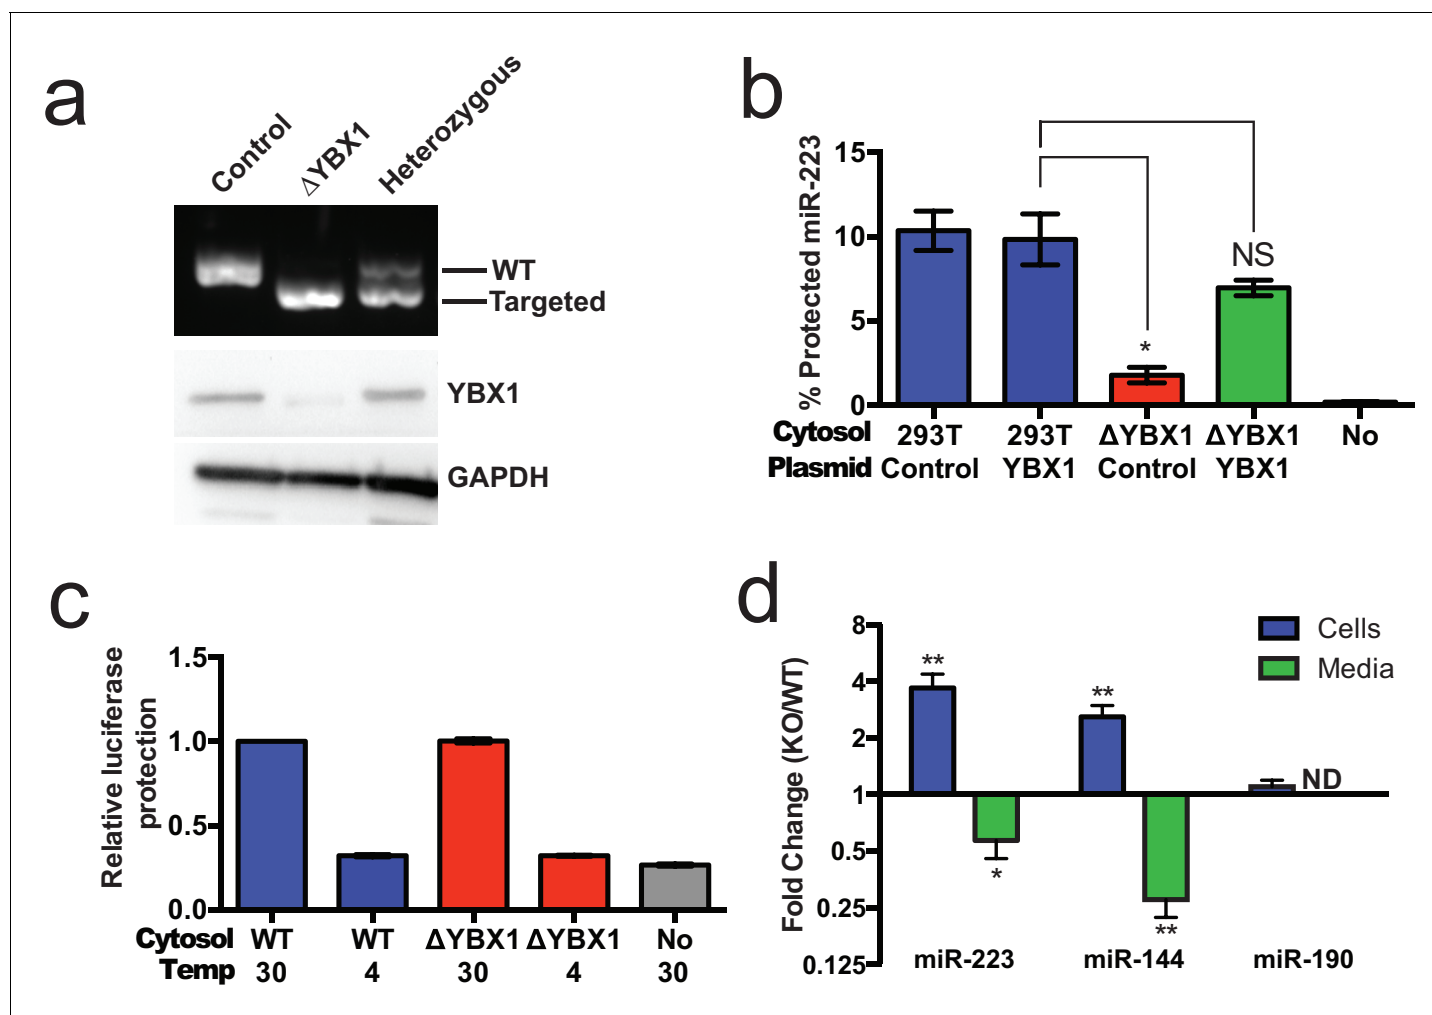 a
Control
ΔYBX1
Heterozygous
WT
Targeted
YBX1
GAPDH
b
% Protected miR-223
15
10
5
0
*
NS
Cytosol 293T 293T ΔYBX1 ΔYBX1 No
Plasmid Control YBX1 Control YBX1
c
Relative luciferase
protection
1.5
1.0
0.5
0.0
Cytosol WT WT ΔYBX1 ΔYBX1 No
Temp 30 4 30 4 30
d
Fold Change (KO/WT)
8
4
2
1
0.5
0.25
0.125
Cells
Media
**
**
ND
*
**
miR-223 miR-144 miR-190